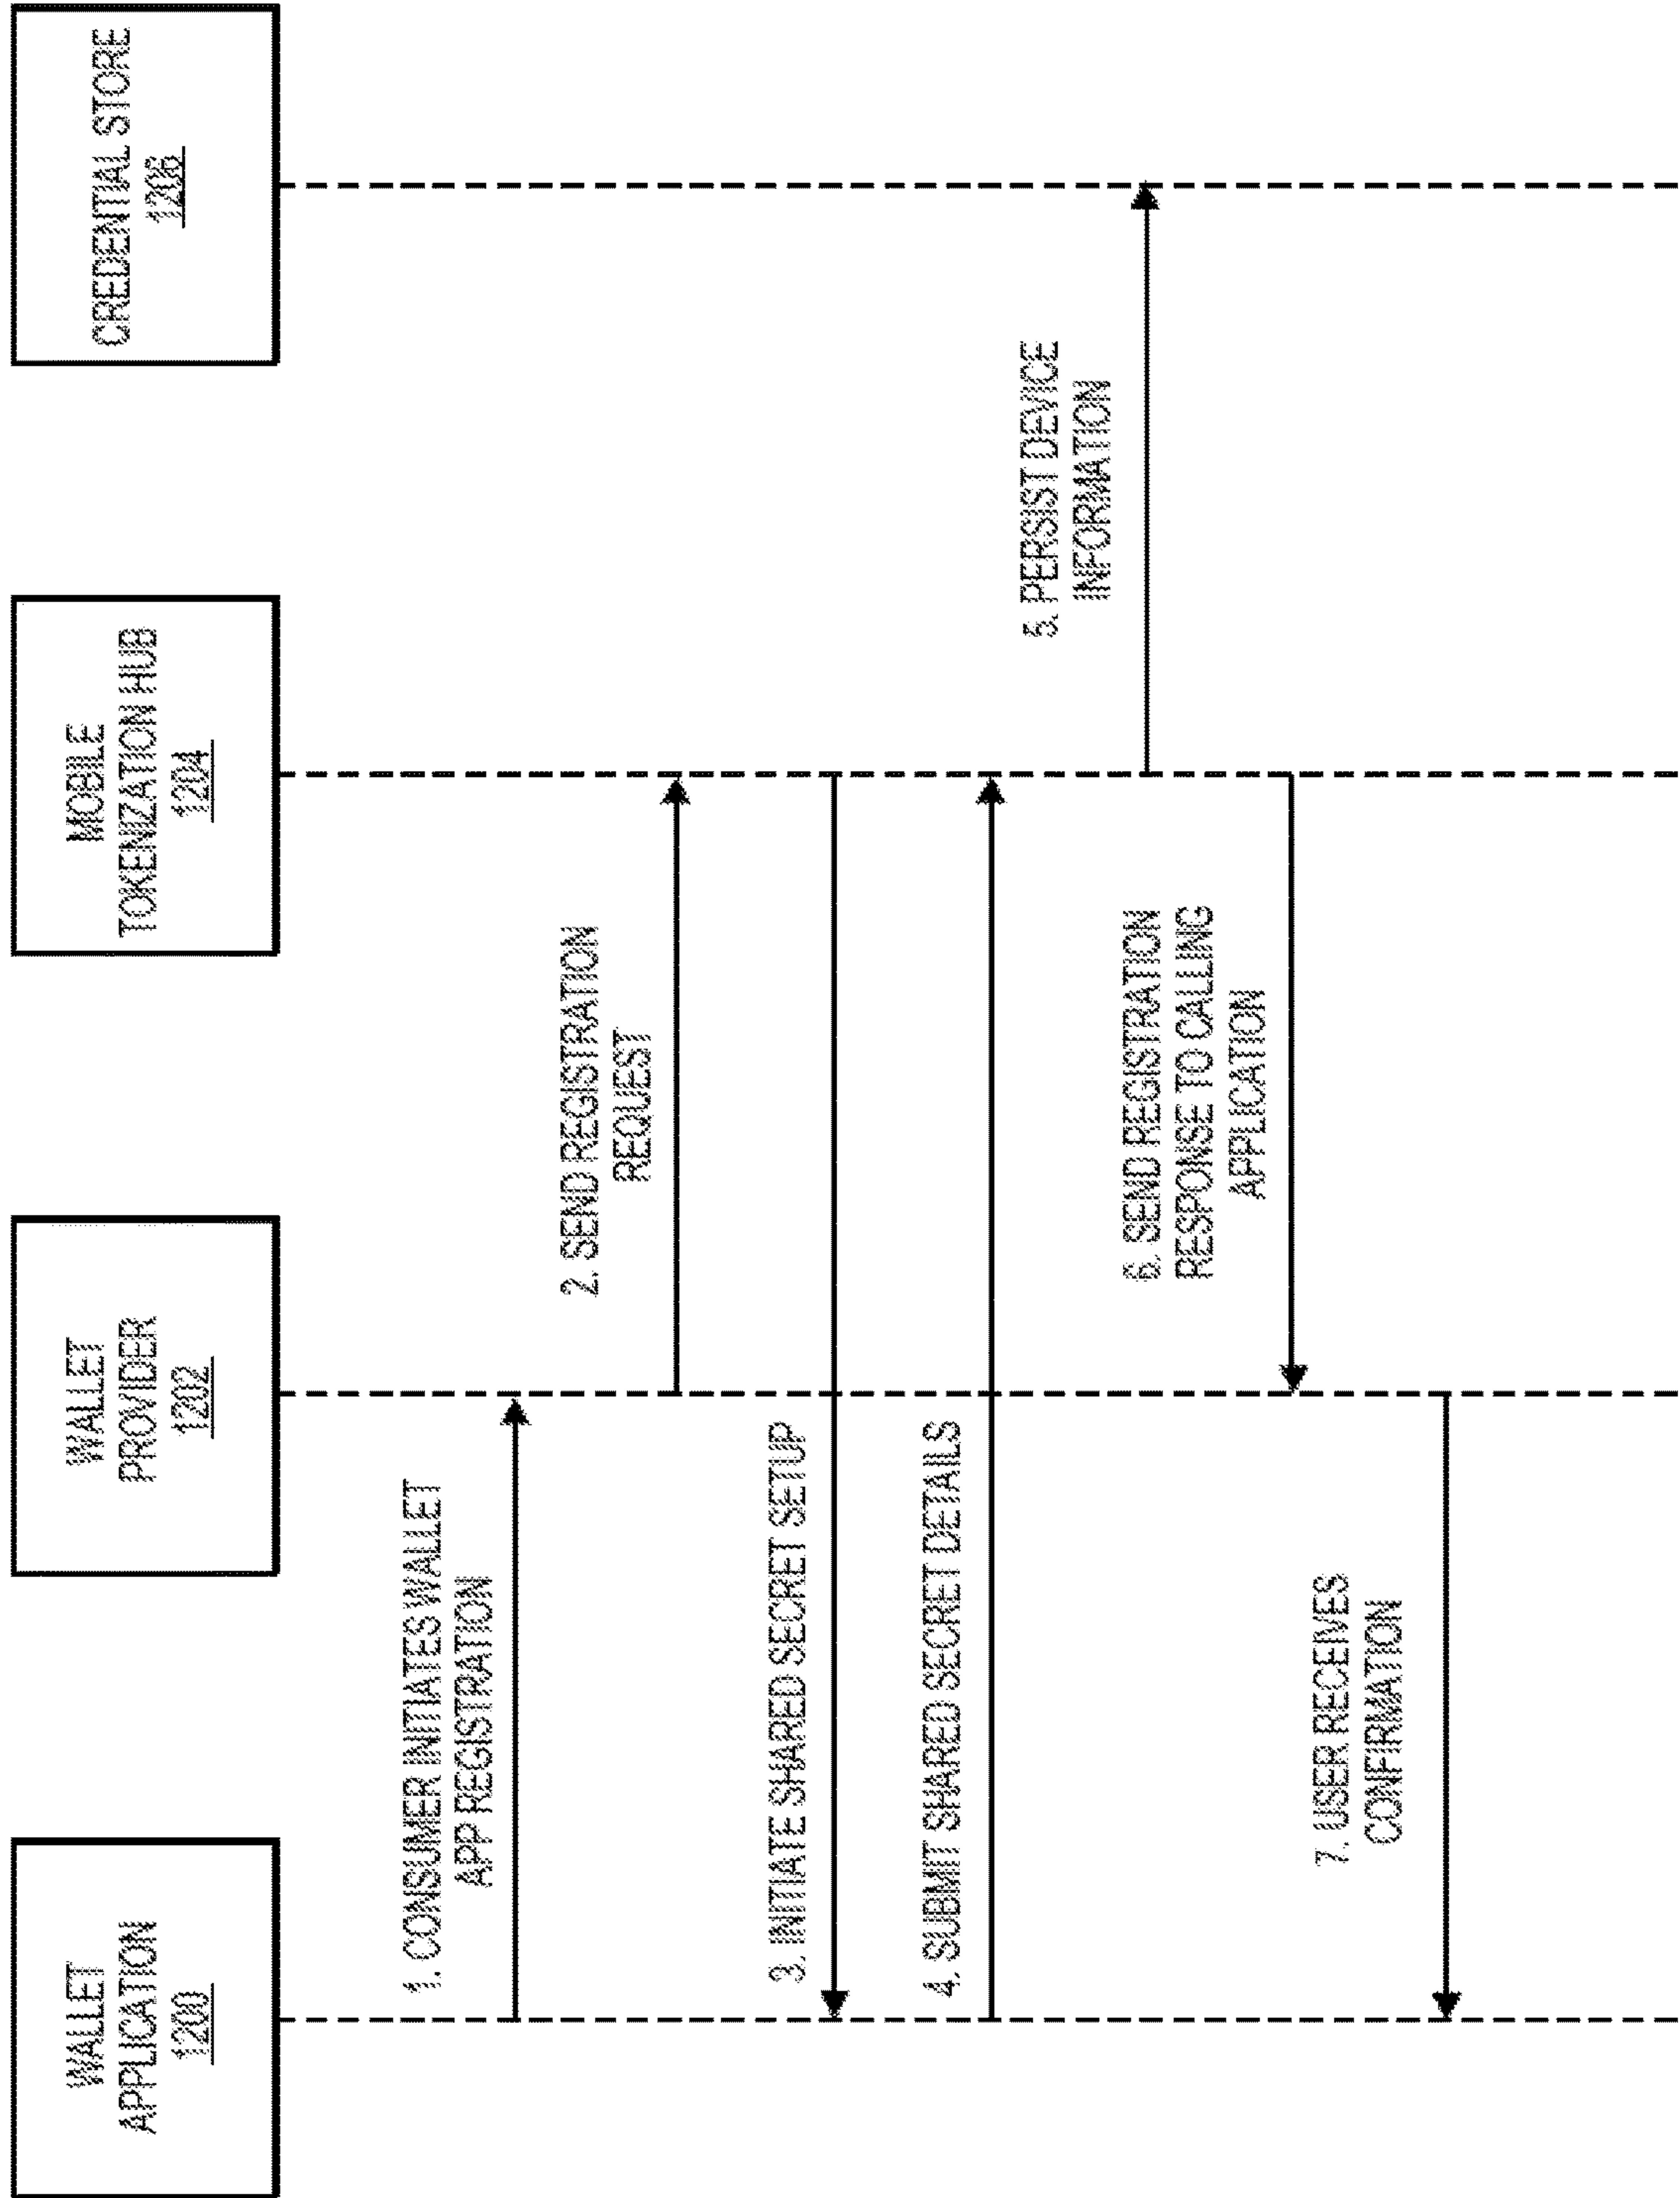 WALLET
APPLICATION
1200
WALLET
PROVIDER
1202
MOBILE
TOKENIZATION HUB
1204
CREDENTIAL STORE
1206
1. CONSUMER INITIATES WALLET
APP REGISTRATION
2. SEND REGISTRATION
REQUEST
3. INITIATE SHARED SECRET SETUP
4. SUBMIT SHARED SECRET DETAILS
5. PERSIST DEVICE
INFORMATION
6. SEND REGISTRATION
RESPONSE TO CALLING
APPLICATION
7. USER RECEIVES
CONFIRMATION